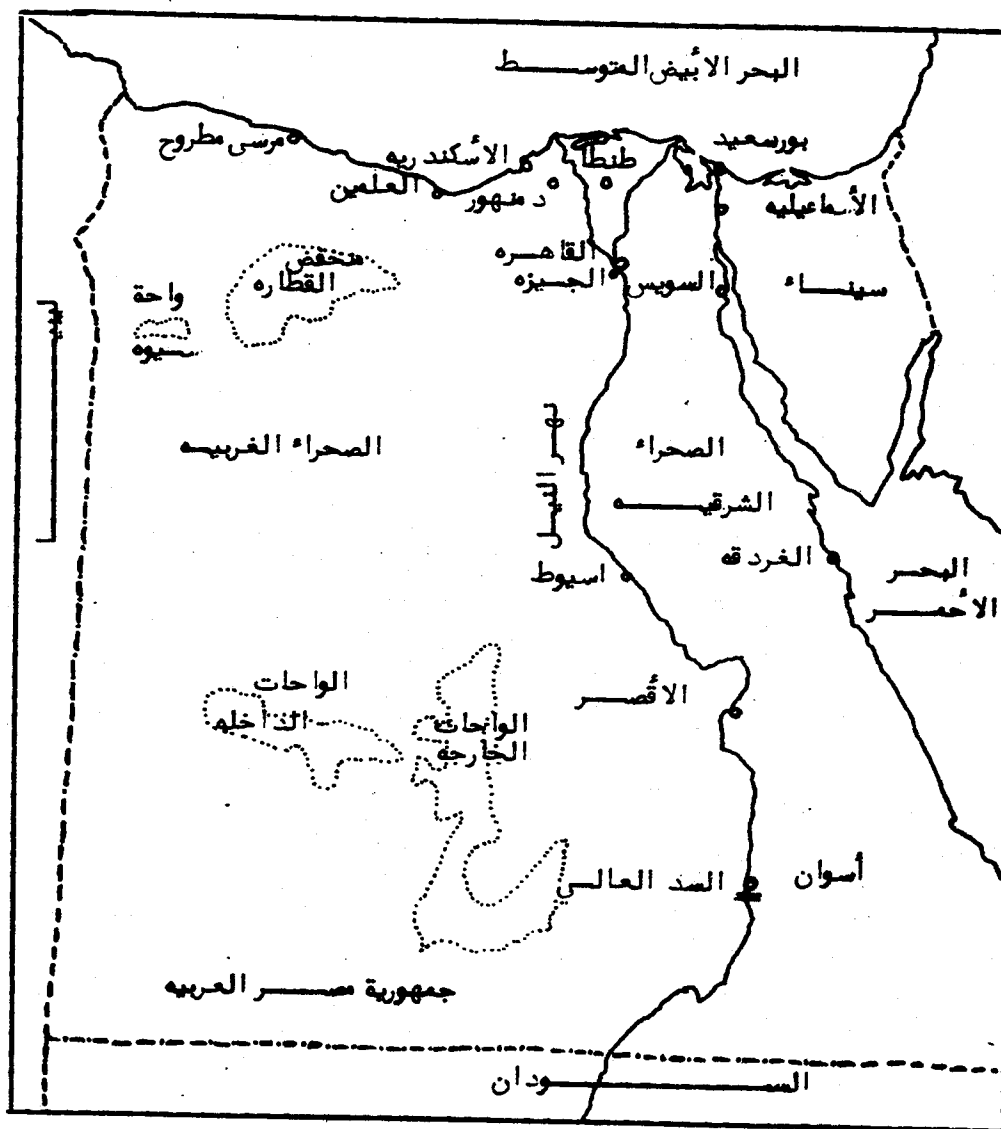 البحر الأبيض المتوسط
مرسى مطروح
الأسكندريه
طنطا
بورسعيد
العلمين
دمنهور
الأسماعيليه
القاهره
الجيزه
السويس
سيناء
منخفض
القطاره
واحة
سيوه
ليبيا
الصحراء الغربيه
نهر النيل
الصحراء
الشرقيه
اسيوط
الغردقه
البحر
الأحمر
الواحات
الداخله
الواحات
الخارجة
الأقصر
السد العالى
أسوان
جمهورية مصر العربيه
السودان